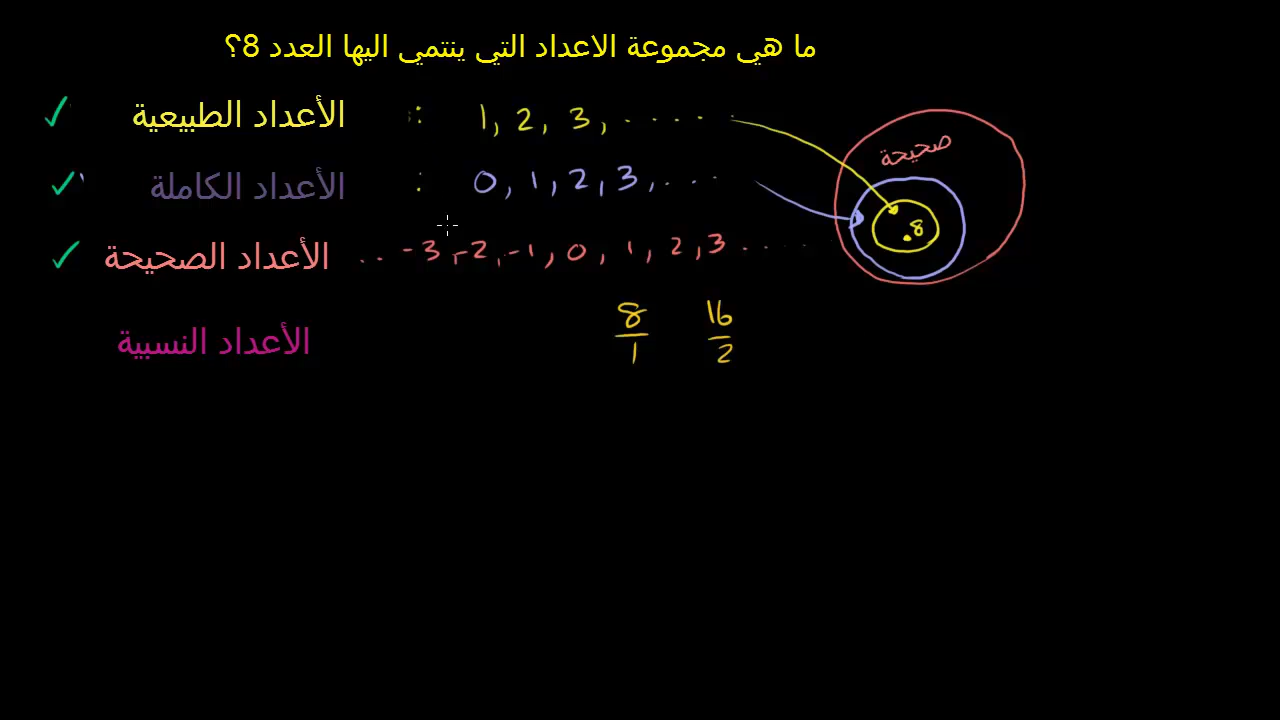 ما هي مجموعة الاعداد التي ينتمي اليها العدد 8؟
الأعداد الطبيعية : 1, 2, 3, .....
الأعداد الكاملة : 0, 1, 2, 3, ...
الأعداد الصحيحة .. -3, -2, -1, 0, 1, 2, 3 .....
صحيحة
8
الأعداد النسبية 8/1 16/2